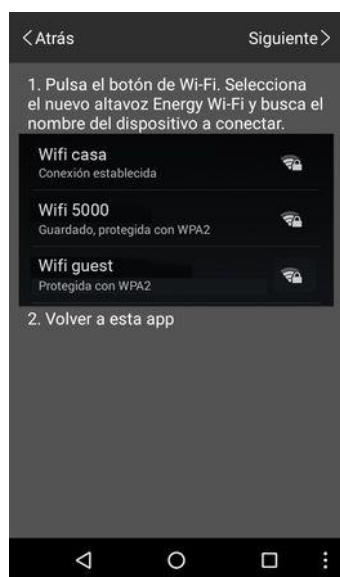 Atrás
Siguiente
1. Pulsa el botón de Wi-Fi. Selecciona
el nuevo altavoz Energy Wi-Fi y busca el
nombre del dispositivo a conectar.
Wifi casa
Conexión establecida
Wifi 5000
Guardado, protegida con WPA2
Wifi guest
Protegida con WPA2
2. Volver a esta app